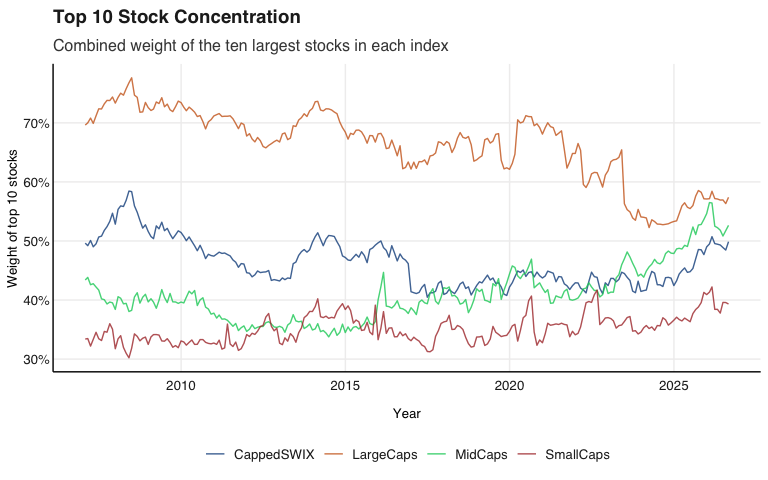 Top 10 Stock Concentration
Combined weight of the ten largest stocks in each index
Weight of top 10 stocks
70%
60%
50%
40%
30%
2010 2015 2020 2025
Year
CappedSWIX LargeCaps MidCaps SmallCaps